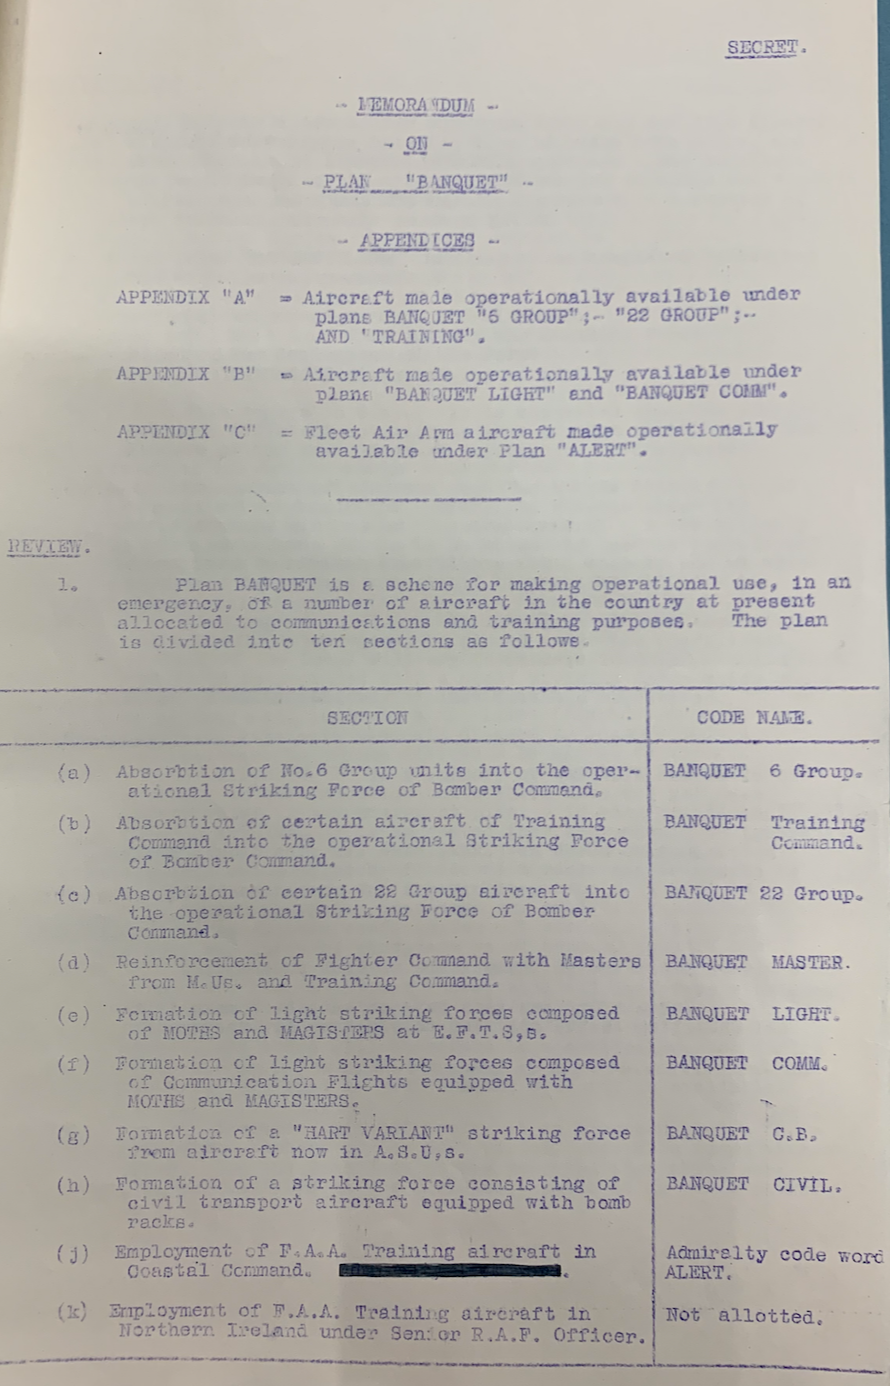 SECRET.
- MEMORANDUM -
- ON -
- PLAN "BANQUET" -
- APPENDICES -
APPENDIX "A" = Aircraft made operationally available under
plans BANQUET "6 GROUP";- "22 GROUP";-
AND "TRAINING".
APPENDIX "B" = Aircraft made operationally available under
plans "BANQUET LIGHT" and "BANQUET COMM".
APPENDIX "C" = Fleet Air Arm aircraft made operationally
available under Plan "ALERT".
REVIEW.
1. Plan BANQUET is a scheme for making operational use, in an
emergency, of a number of aircraft in the country at present
allocated to communications and training purposes. The plan
is divided into ten sections as follows.
SECTION CODE NAME.
(a) Absorbtion of No.6 Group units into the oper- BANQUET 6 Group.
ational Striking Force of Bomber Command.
(b) Absorbtion of certain aircraft of Training BANQUET Training
Command into the operational Striking Force Command.
of Bomber Command.
(c) Absorbtion of certain 22 Group aircraft into BANQUET 22 Group.
the operational Striking Force of Bomber
Command.
(d) Reinforcement of Fighter Command with Masters BANQUET MASTER.
from M.Us. and Training Command.
(e) Formation of light striking forces composed BANQUET LIGHT.
of MOTHS and MAGISTERS at E.F.T.S,s.
(f) Formation of light striking forces composed BANQUET COMM.
of Communication Flights equipped with
MOTHS and MAGISTERS.
(g) Formation of a "HART VARIANT" striking force BANQUET C.B.
from aircraft now in A.S.U,s.
(h) Formation of a striking force consisting of BANQUET CIVIL.
civil transport aircraft equipped with bomb
racks.
(j) Employment of F.A.A. Training aircraft in Admiralty code word
Coastal Command. ALERT.
(k) Employment of F.A.A. Training aircraft in Not allotted.
Northern Ireland under Senior R.A.F. Officer.